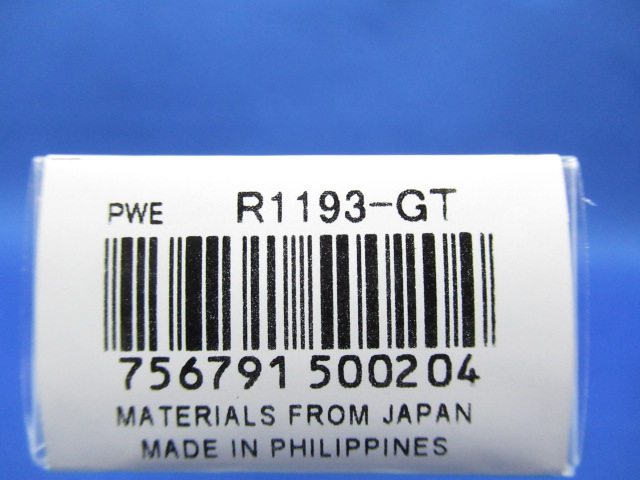 PWE R1193-GT
756791 500204
MATERIALS FROM JAPAN
MADE IN PHILIPPINES